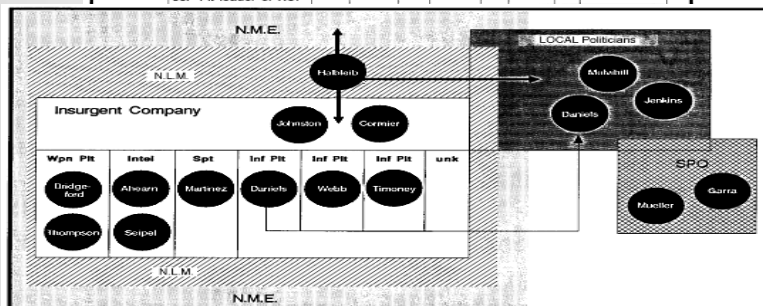 N.M.E.
LOCAL Politicians
N.L.M.
Halbleib
Mulvihill
Jenkins
Daniels
Insurgent Company
Johnston
Cormier
Wpn Plt
Intel
Spt
Inf Plt
Inf Plt
Inf Plt
unk
SPO
Bridge-
ford
Ahearn
Martinez
Daniels
Webb
Timoney
Mueller
Garra
Thompson
Seipel
N.L.M.
N.M.E.